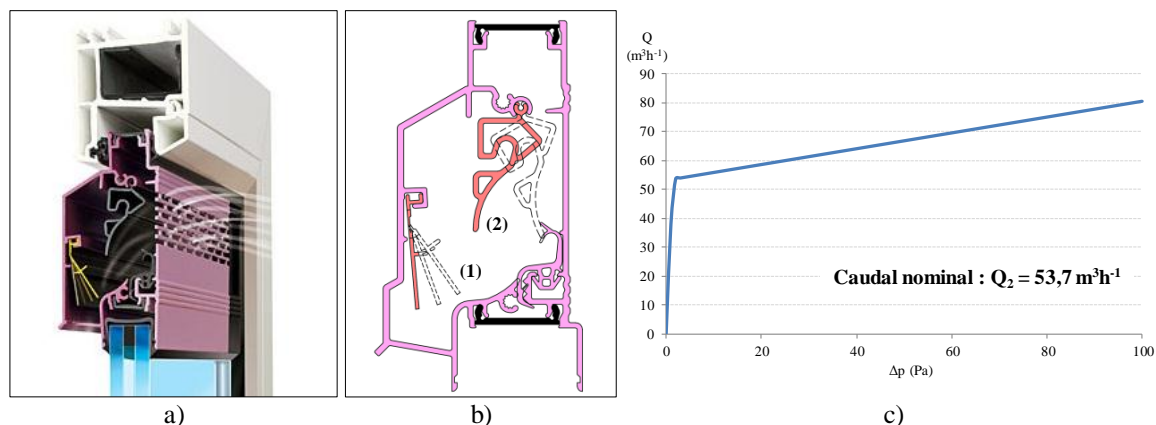 (1)
(2)
Q
(m³h⁻¹)
90
80
70
60
50
40
30
20
10
0
Caudal nominal : Q₂ = 53,7 m³h⁻¹
0 20 40 60 80 100
Δp (Pa)
a) b) c)